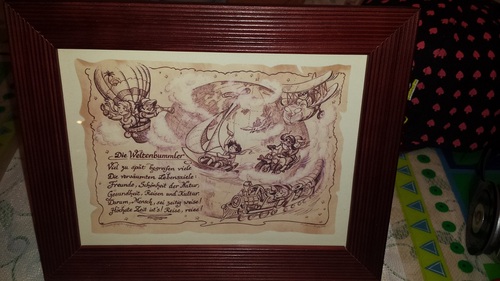 Die Weltenbummler
Viel zu spät begreifen viele
Die versäumten Lebensziele:
Freunde, Schönheit der Natur,
Gesundheit, Reisen und Kultur.
Darum, Mensch, sei zeitig weise!
Höchste Zeit ist's! Reise, reise!